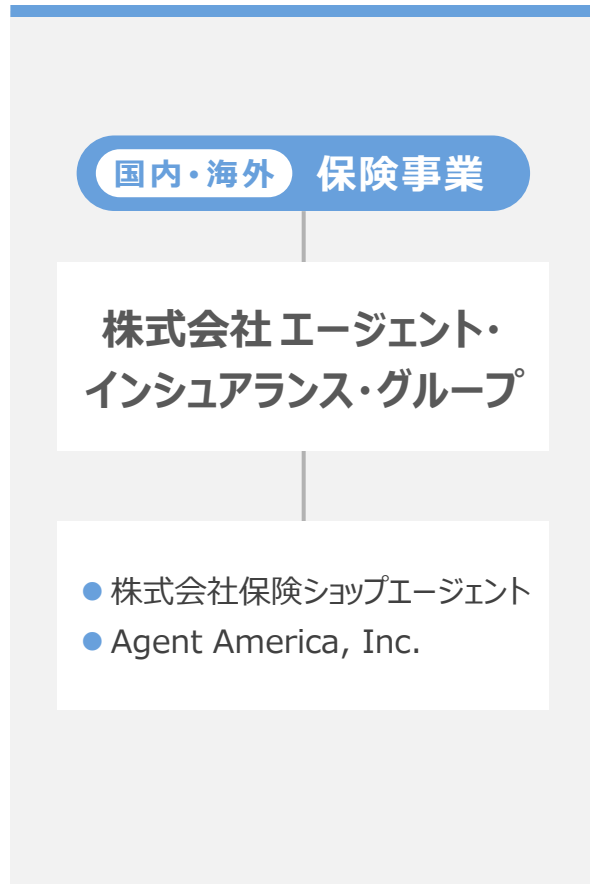 国内・海外 保険事業
株式会社 エージェント・
インシュアランス・グループ
● 株式会社保険ショップエージェント
● Agent America, Inc.